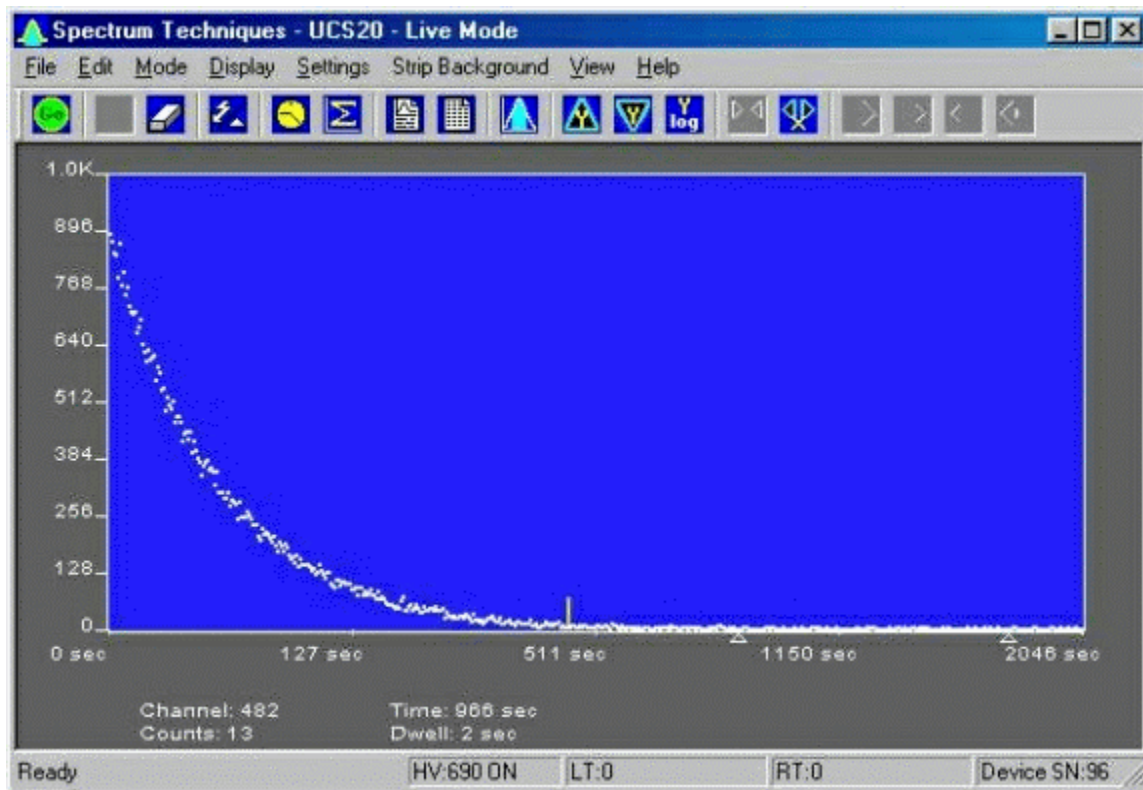 Spectrum Techniques - UCS20 - Live Mode
File Edit Mode Display Settings Strip Background View Help
Go Σ Y Y Y log
1.0K
896
768
640
512
384
256
128
0
0 sec 127 sec 511 sec 1150 sec 2046 sec
Channel: 482 Time: 966 sec
Counts: 13 Dwell: 2 sec
Ready HV:690 ON LT:0 RT:0 Device SN:96